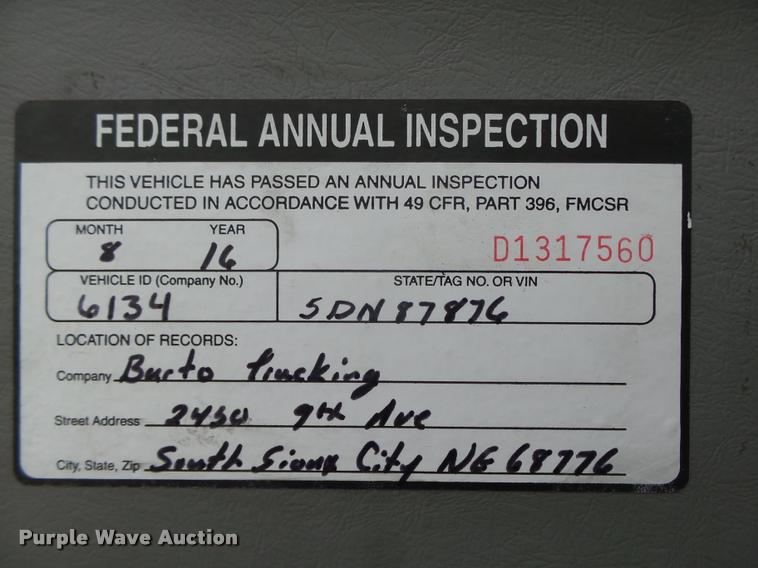 FEDERAL ANNUAL INSPECTION
THIS VEHICLE HAS PASSED AN ANNUAL INSPECTION
CONDUCTED IN ACCORDANCE WITH 49 CFR, PART 396, FMCSR
MONTH YEAR
8 16 D1317560
VEHICLE ID (Company No.) STATE/TAG NO. OR VIN
6134 5DN87876
LOCATION OF RECORDS:
Company Burto Trucking
Street Address 2450 9th Ave
City, State, Zip South Sioux City NE 68776
Purple Wave Auction